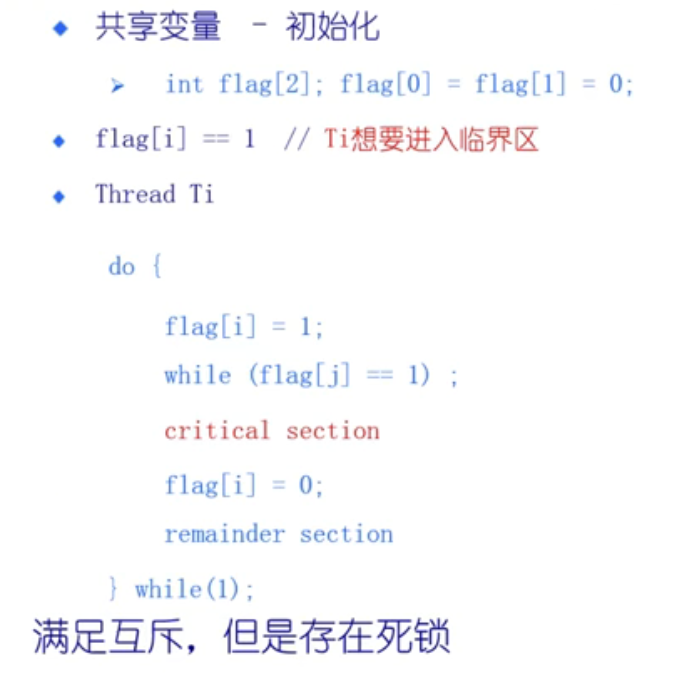 ◆ 共享变量 - 初始化
➢ int flag[2]; flag[0] = flag[1] = 0;
◆ flag[i] == 1 // Ti想要进入临界区
◆ Thread Ti
do {
flag[i] = 1;
while (flag[j] == 1) ;
critical section
flag[i] = 0;
remainder section
} while(1);
满足互斥，但是存在死锁